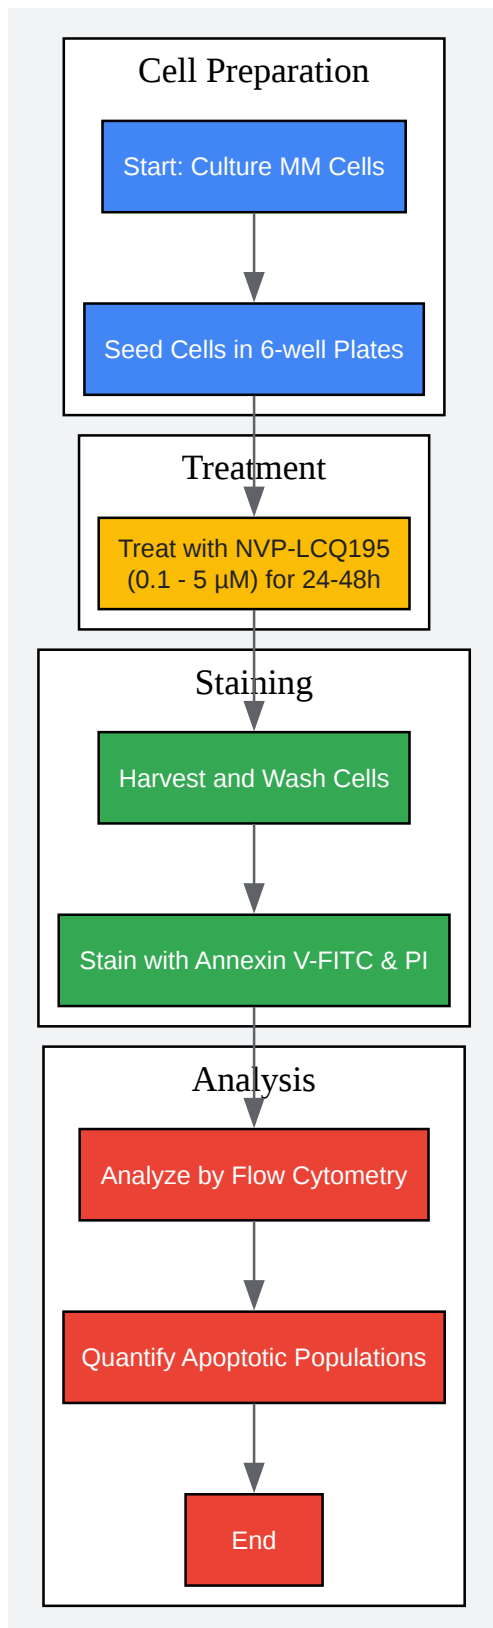 Cell Preparation
Start: Culture MM Cells
Seed Cells in 6-well Plates
Treatment
Treat with NVP-LCQ195
(0.1 - 5 µM) for 24-48h
Staining
Harvest and Wash Cells
Stain with Annexin V-FITC & PI
Analysis
Analyze by Flow Cytometry
Quantify Apoptotic Populations
End